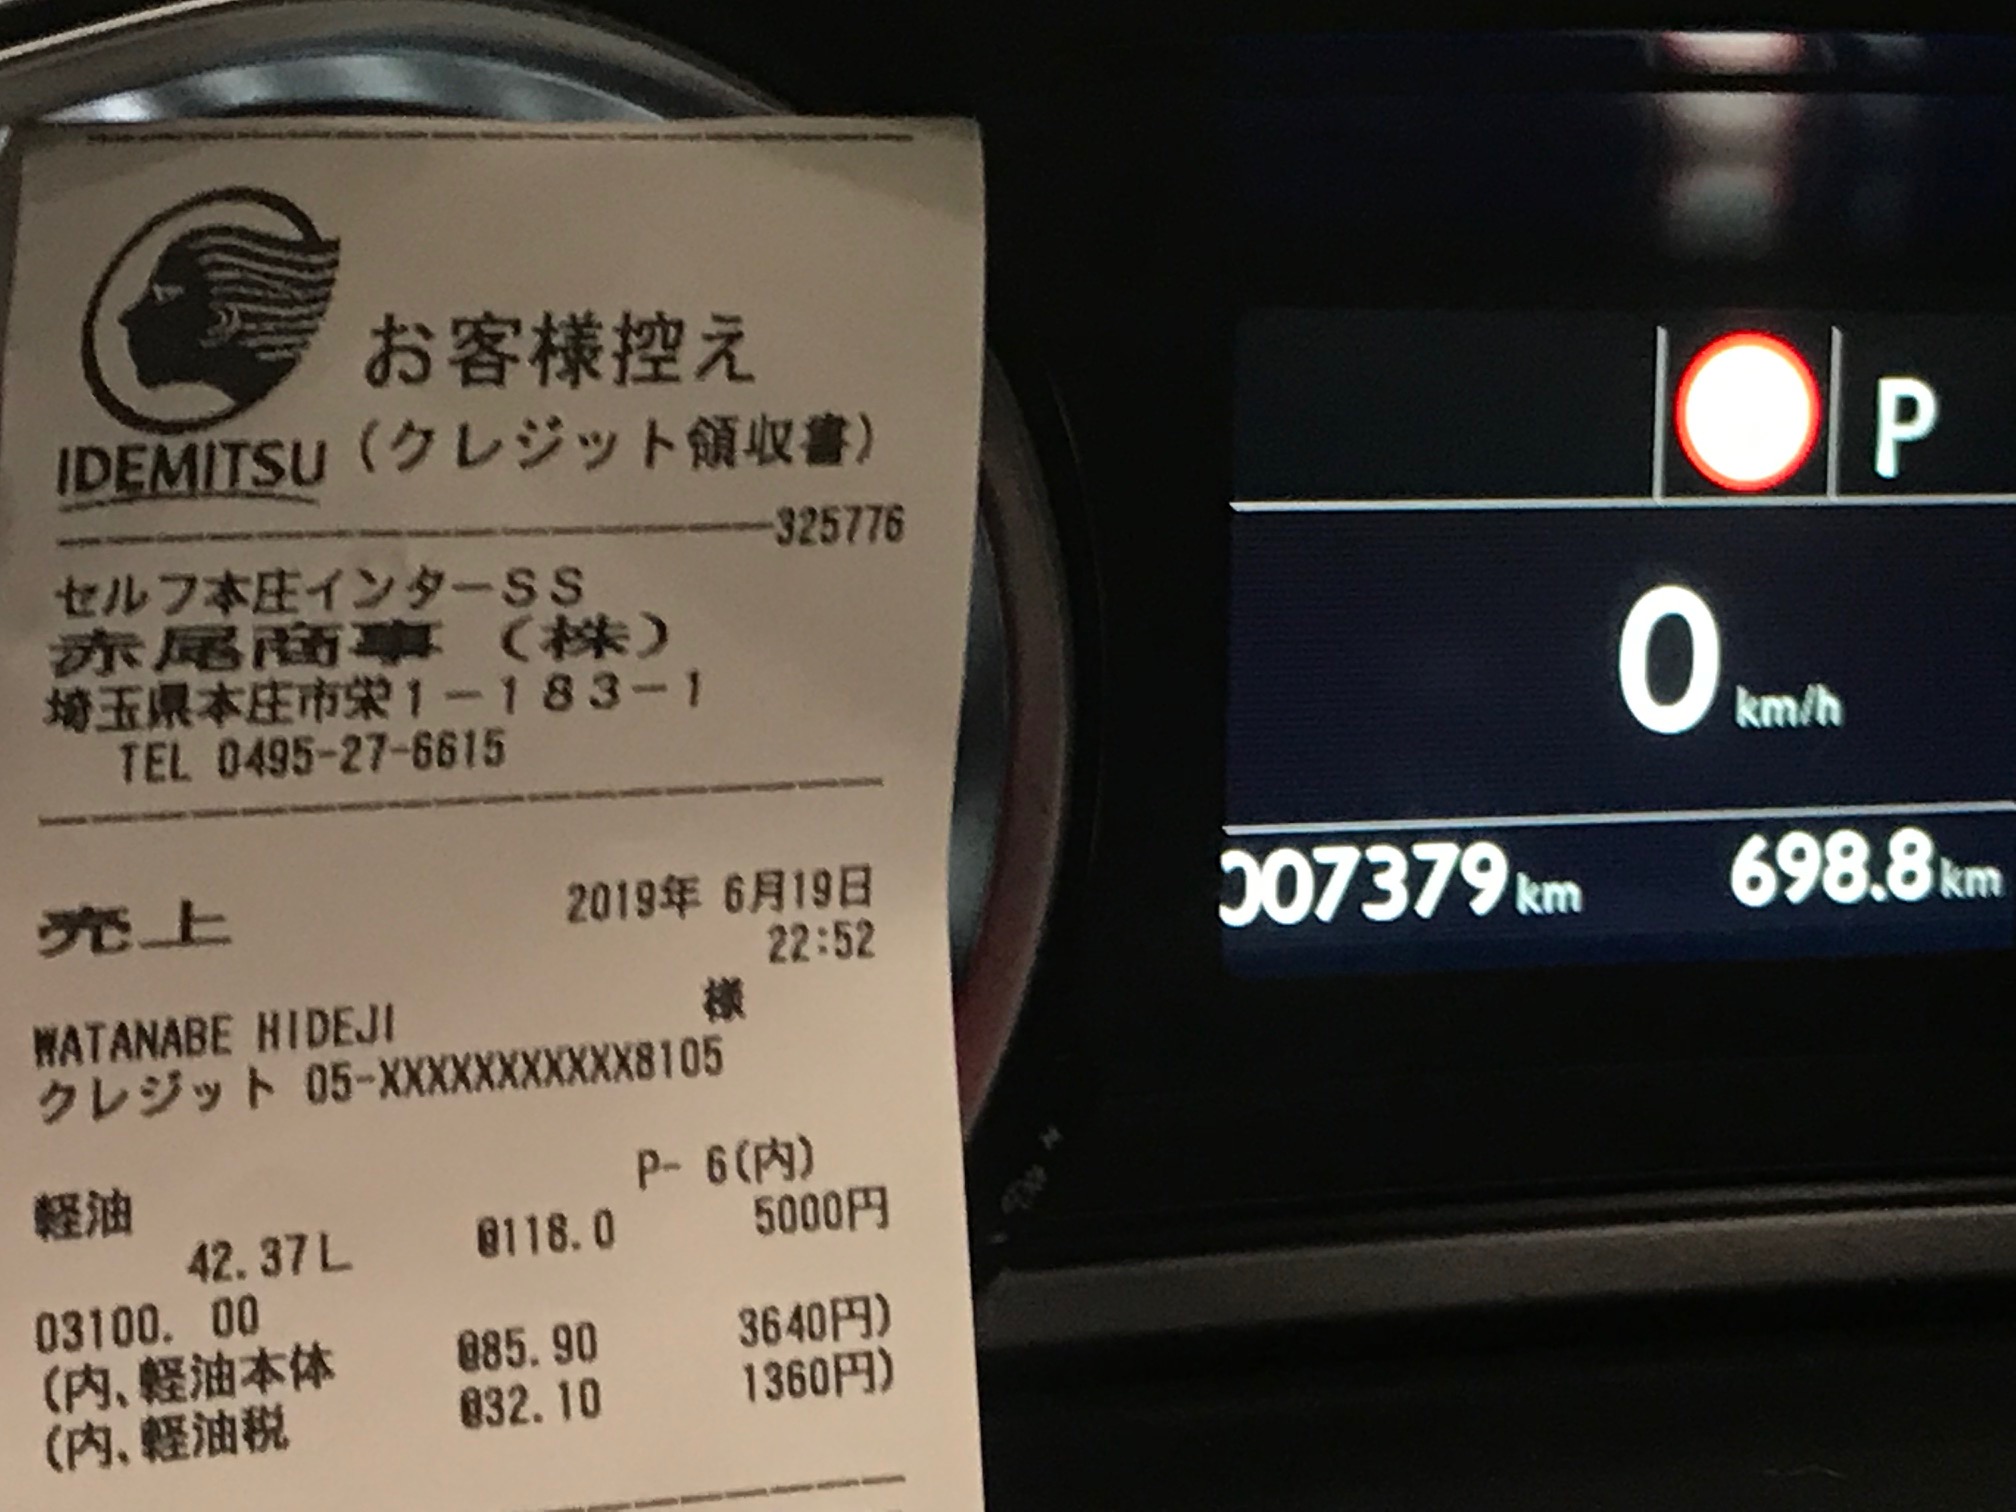 お客様控え
IDEMITSU (クレジット領収書)
325776
セルフ本庄インターSS
赤尾商事(株)
埼玉県本庄市栄1-183-1
TEL 0495-27-6615
売上 2019年 6月19日
22:52
WATANABE HIDEJI 様
クレジット 05-XXXXXXXXXXX8105
P- 6(内)
軽油 5000円
42.37L @118.0
03100. 00
(内、軽油本体 @85.90 3640円)
(内、軽油税 @32.10 1360円)
P
0 km/h
007379 km 698.8 km